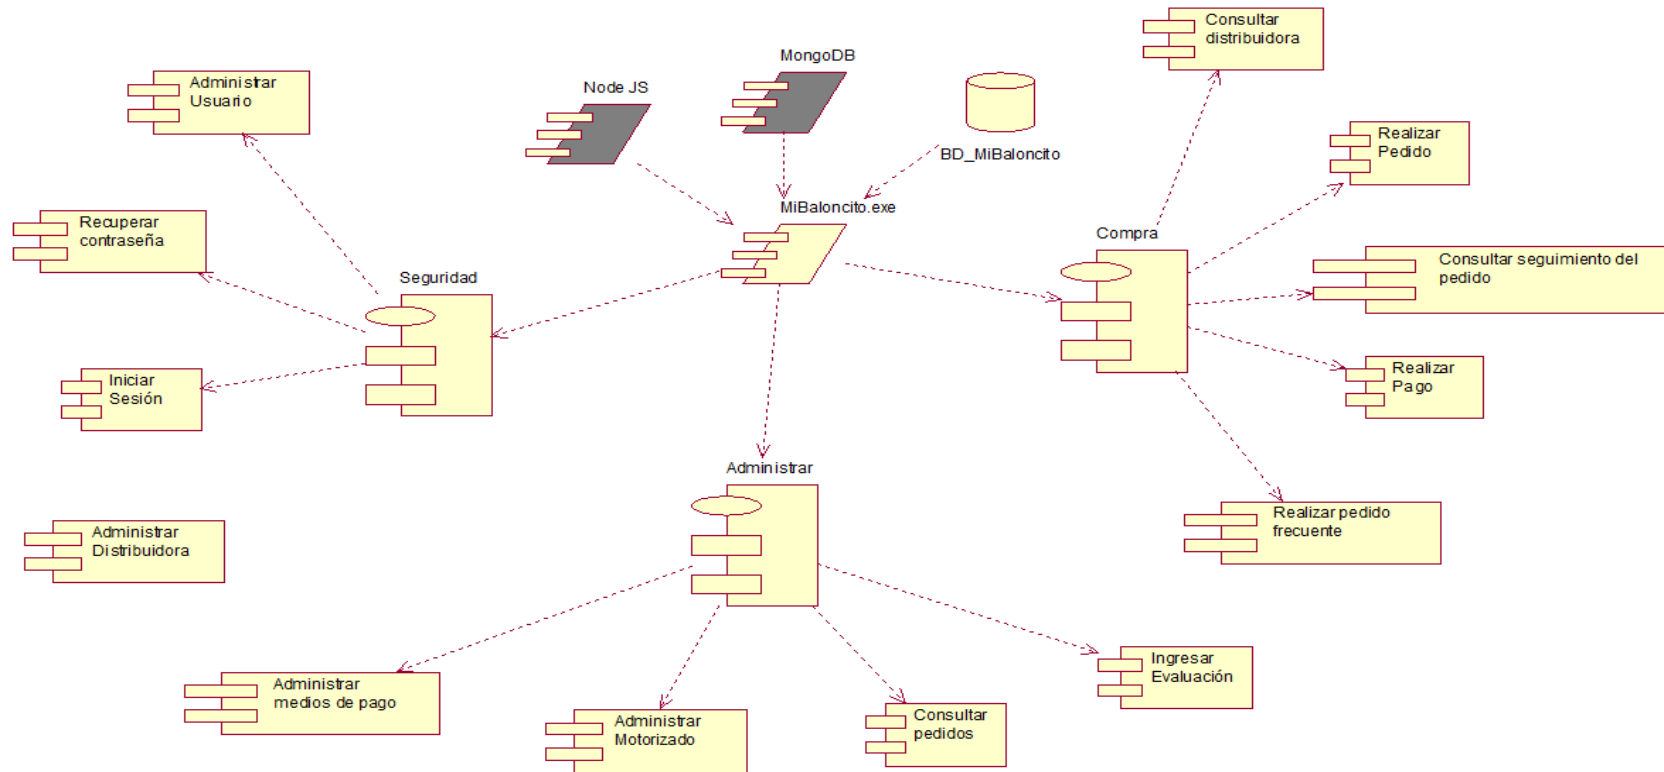 Consultar
distribuidora
MongoDB
Administrar
Usuario
Node JS
Realizar
Pedido
BD_MiBaloncito
MiBaloncito.exe
Recuperar
contraseña
Compra
Consultar seguimiento del
pedido
Seguridad
Iniciar
Sesión
Realizar
Pago
Administrar
Realizar pedido
frecuente
Administrar
Distribuidora
Ingresar
Evaluación
Administrar
medios de pago
Administrar
Motorizado
Consultar
pedidos